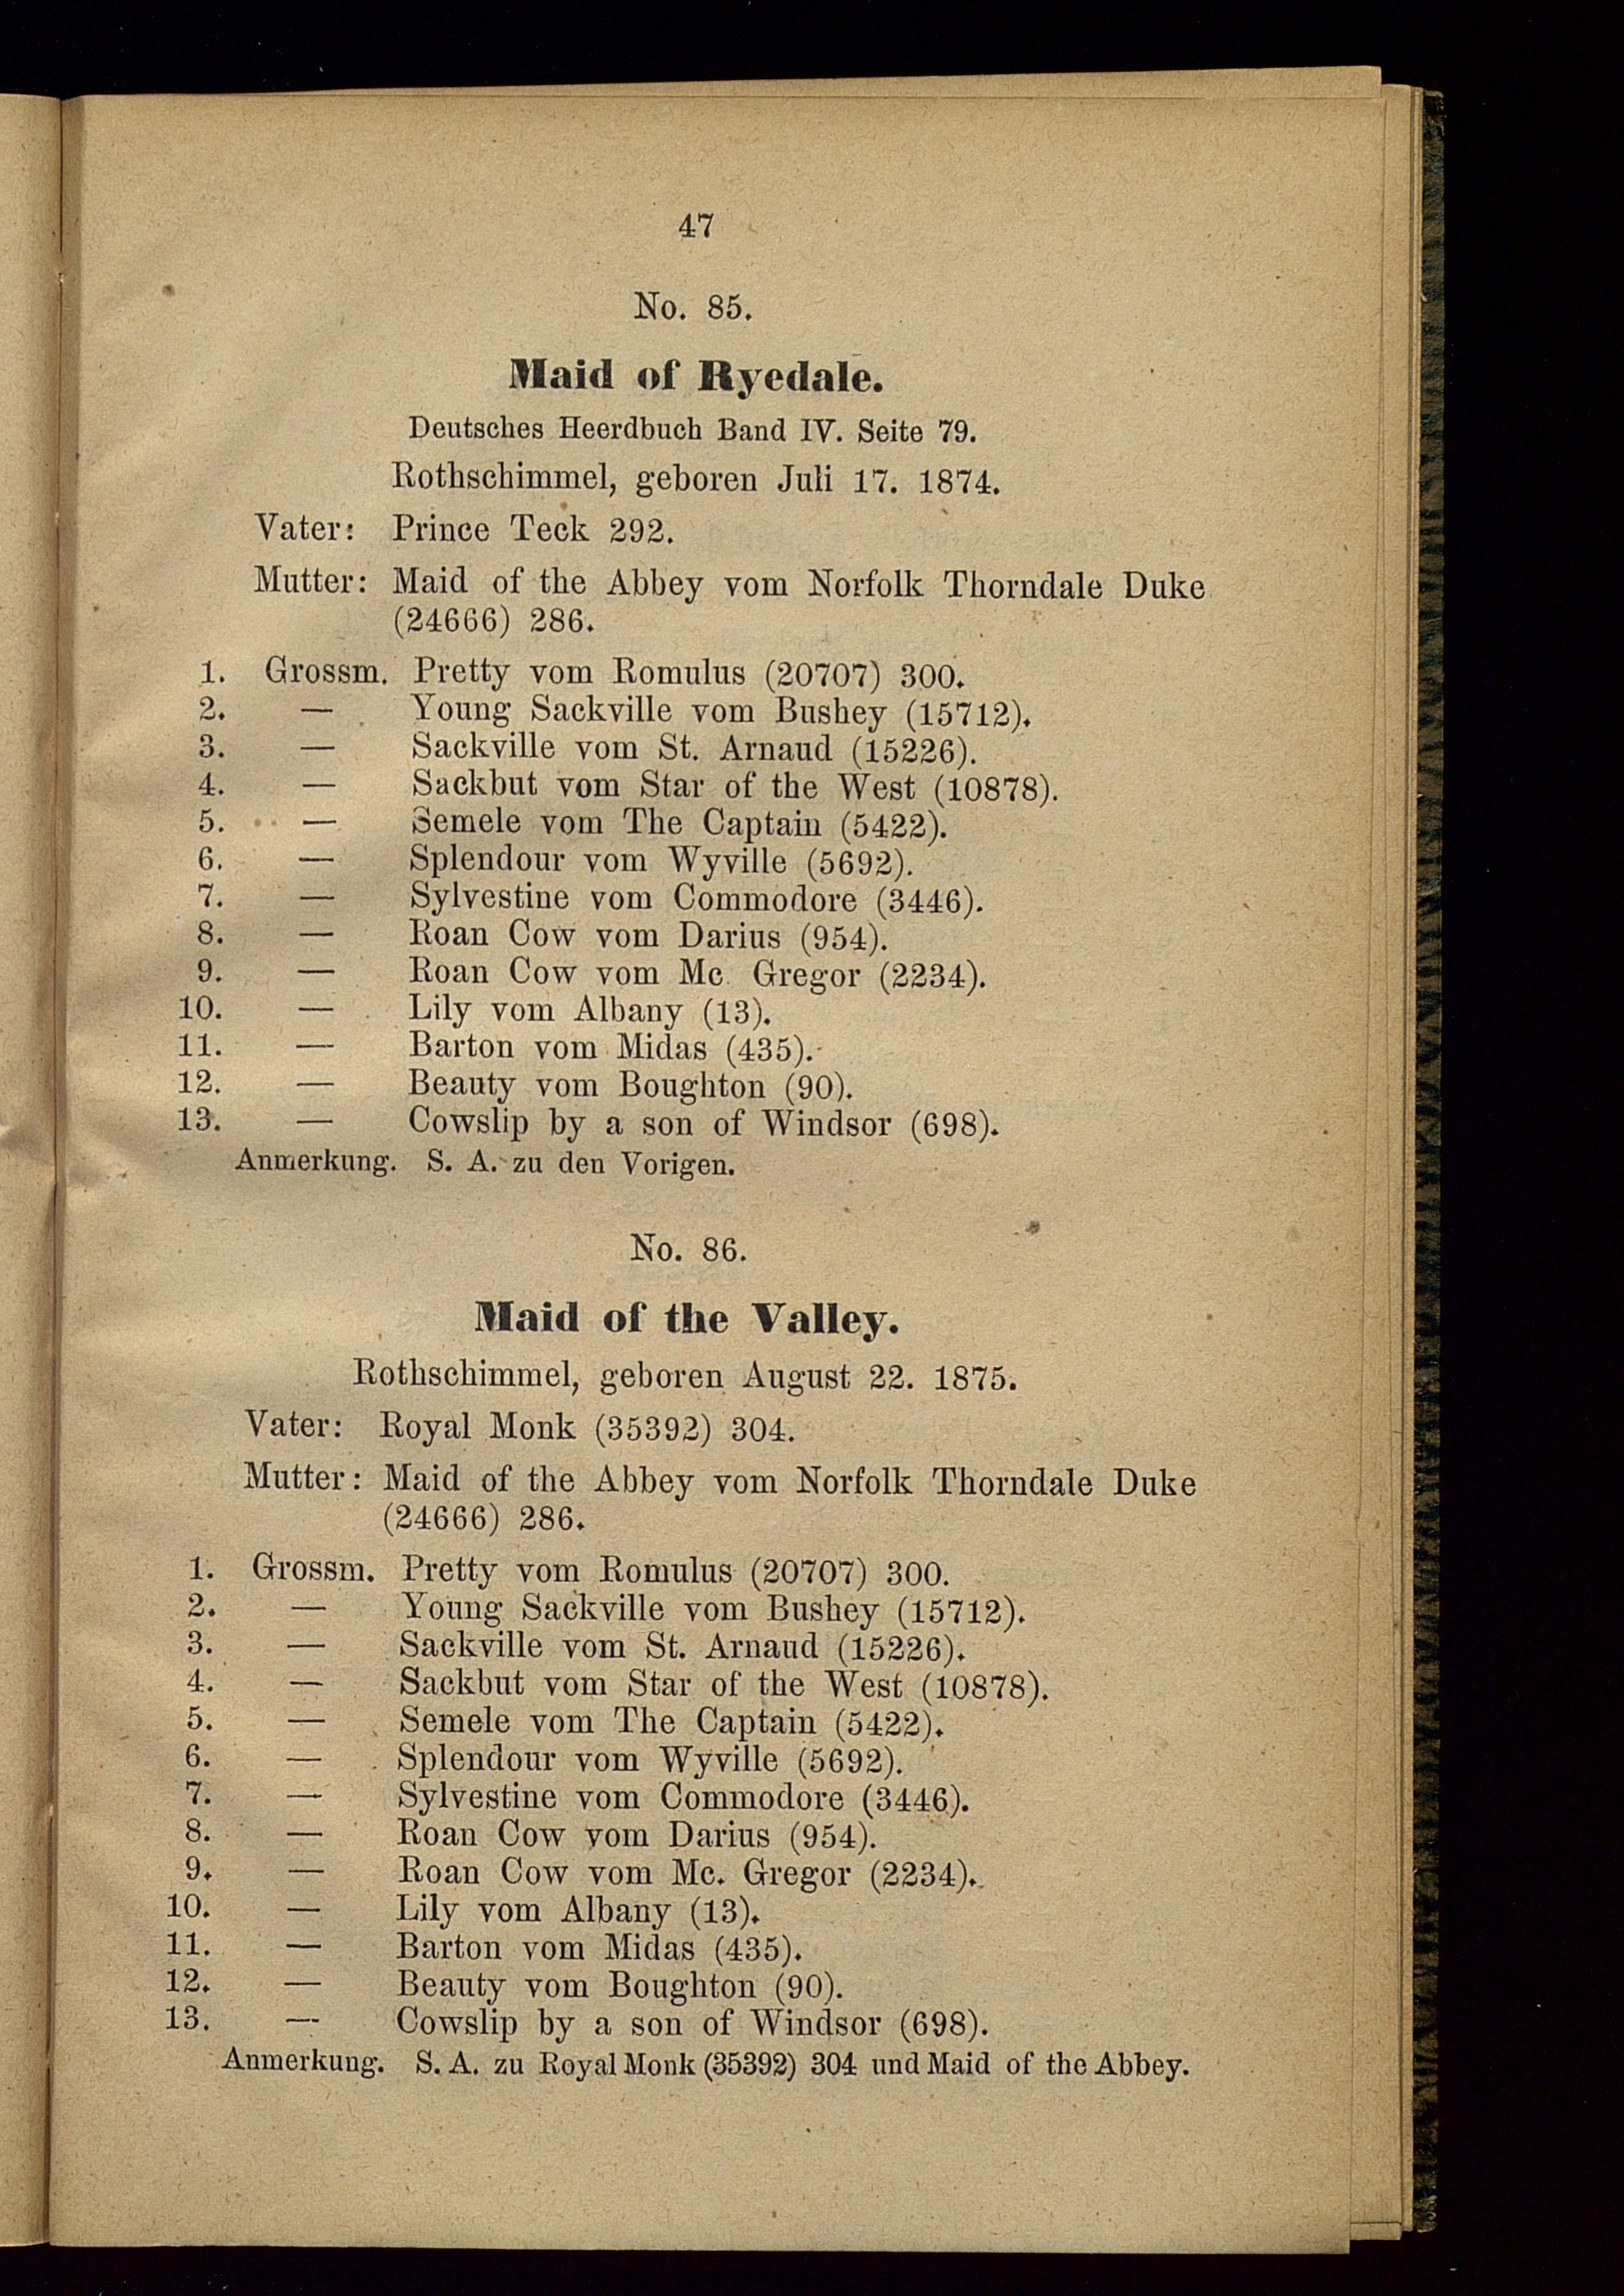 47
No. 85.
Maid of Ryedale.
Deutsches Heerdbuch Band IV. Seite 79.
Rothschimmel, geboren Juli 17. 1874.
Vater: Prince Teck 292.
Mutter: Maid of the Abbey vom Norfolk Thorndale Duke
(24666) 286.
1. Grossm. Pretty vom Romulus (20707) 300.
2. — Young Sackville vom Bushey (15712).
3. — Sackville vom St. Arnaud (15226).
4. — Sackbut vom Star of the West (10878).
5. — Semele vom The Captain (5422).
6. — Splendour vom Wyville (5692).
7. — Sylvestine vom Commodore (3446).
8. — Roan Cow vom Darius (954).
9. — Roan Cow vom Mc. Gregor (2234).
10. — Lily vom Albany (13).
11. — Barton vom Midas (435).
12. — Beauty vom Boughton (90).
13. — Cowslip by a son of Windsor (698).
Anmerkung. S. A. zu den Vorigen.
No. 86.
Maid of the Valley.
Rothschimmel, geboren August 22. 1875.
Vater: Royal Monk (35392) 304.
Mutter: Maid of the Abbey vom Norfolk Thorndale Duke
(24666) 286.
1. Grossm. Pretty vom Romulus (20707) 300.
2. — Young Sackville vom Bushey (15712).
3. — Sackville vom St. Arnaud (15226).
4. — Sackbut vom Star of the West (10878).
5. — Semele vom The Captain (5422).
6. — Splendour vom Wyville (5692).
7. — Sylvestine vom Commodore (3446).
8. — Roan Cow vom Darius (954).
9. — Roan Cow vom Mc. Gregor (2234).
10. — Lily vom Albany (13).
11. — Barton vom Midas (435).
12. — Beauty vom Boughton (90).
13. — Cowslip by a son of Windsor (698).
Anmerkung. S. A. zu Royal Monk (35392) 304 und Maid of the Abbey.